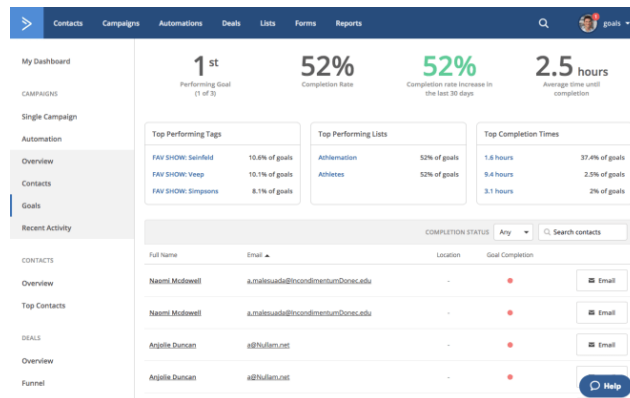 Contacts Campaigns Automations Deals Lists Forms Reports goals
My Dashboard
CAMPAIGNS
Single Campaign
Automation
Overview
Contacts
Goals
Recent Activity
CONTACTS
Overview
Top Contacts
DEALS
Overview
Funnel
1 st
Performing Goal
(1 of 3)
52%
Completion Rate
52%
Completion rate increase in
the last 30 days
2.5 hours
Average time until
completion
Top Performing Tags
FAV SHOW: Seinfeld 10.6% of goals
FAV SHOW: Veep 10.1% of goals
FAV SHOW: Simpsons 8.1% of goals
Top Performing Lists
Athlemation 52% of goals
Athletes 52% of goals
Top Completion Times
1.6 hours 37.4% of goals
9.4 hours 2.5% of goals
3.1 hours 2% of goals
COMPLETION STATUS Any Search contacts
Full Name Email Location Goal Completion
Naomi Mcdowell a.malesuada@IncondimentumDonec.edu - Email
Naomi Mcdowell a.malesuada@IncondimentumDonec.edu - Email
Anjolie Duncan a@Nullam.net - Email
Anjolie Duncan a@Nullam.net -
Help